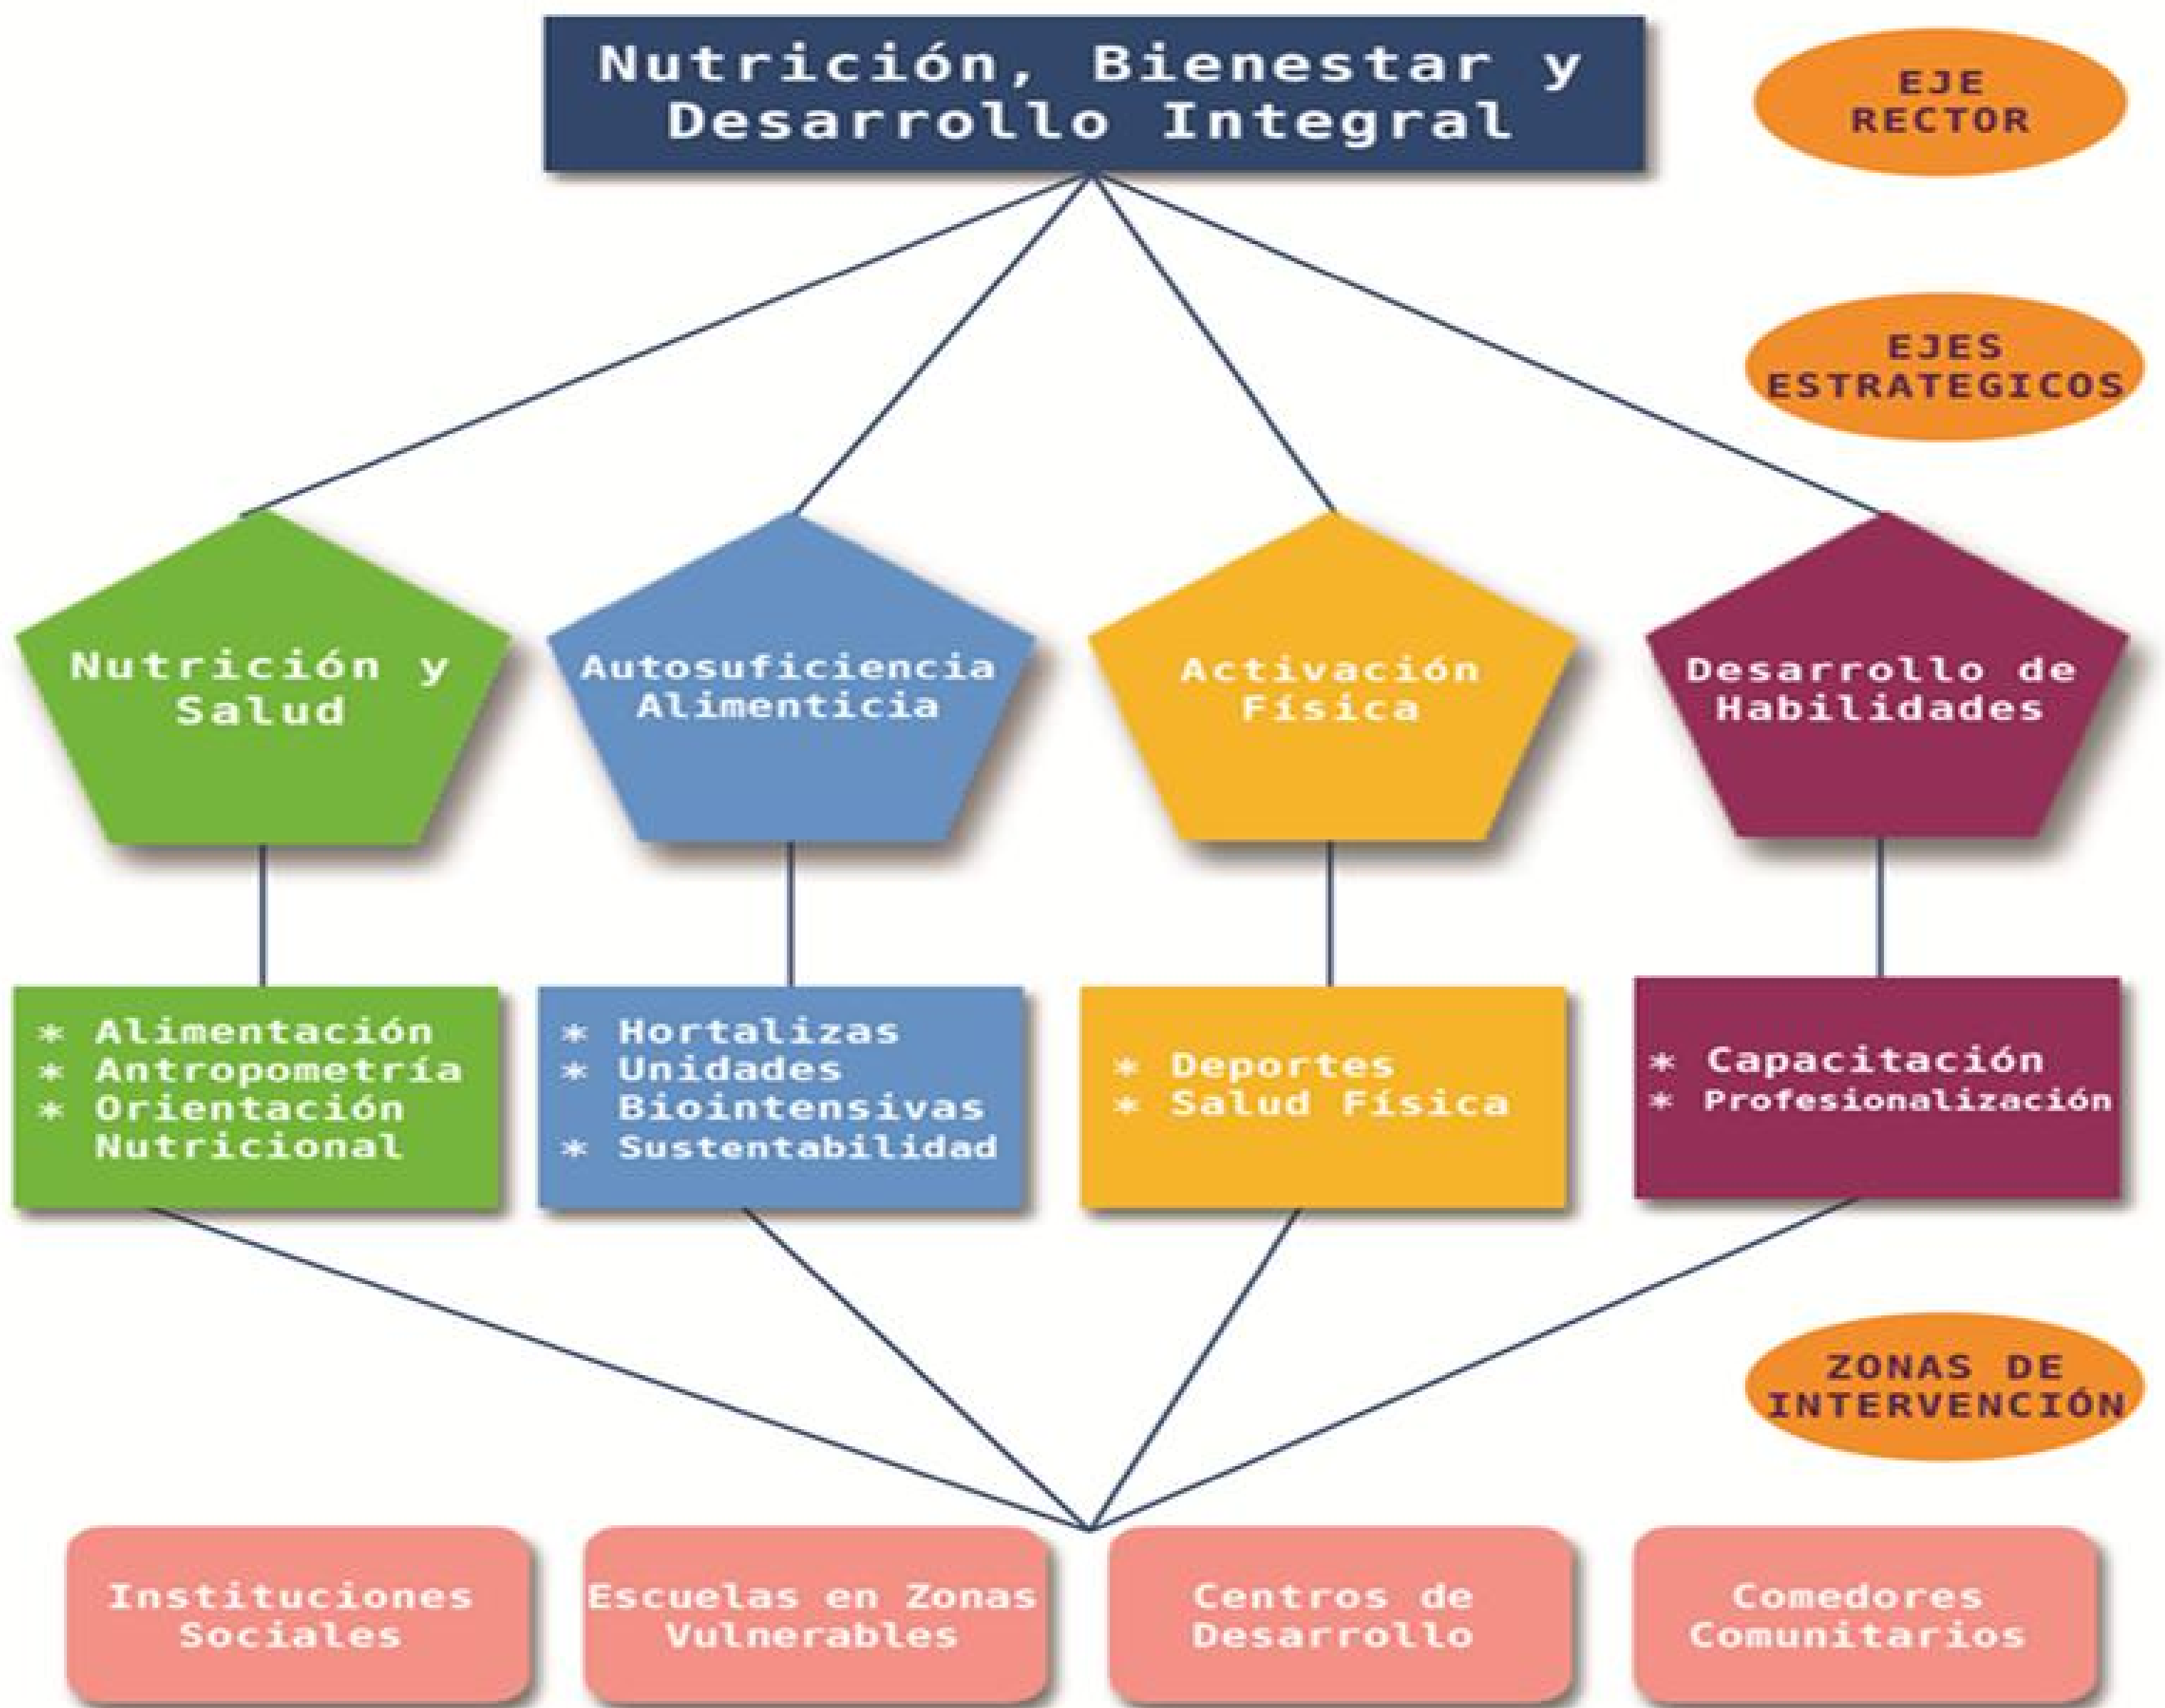 Nutrición, Bienestar y
Desarrollo Integral
EJE
RECTOR
EJES
ESTRATEGICOS
Nutrición y
Salud
Autosuficiencia
Alimenticia
Activación
Física
Desarrollo de
Habilidades
* Alimentación
* Antropometría
* Orientación
Nutricional
* Hortalizas
* Unidades
Biointensivas
* Sustentabilidad
* Deportes
* Salud Física
* Capacitación
* Profesionalización
ZONAS DE
INTERVENCIÓN
Instituciones
Sociales
Escuelas en Zonas
Vulnerables
Centros de
Desarrollo
Comedores
Comunitarios